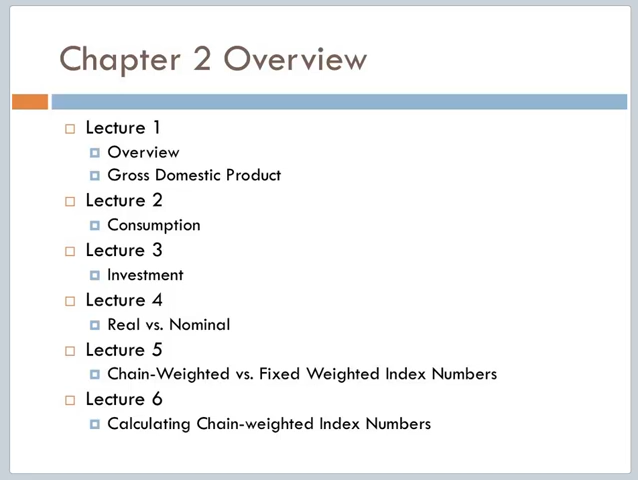 Chapter 2 Overview
Lecture 1
Overview
Gross Domestic Product
Lecture 2
Consumption
Lecture 3
Investment
Lecture 4
Real vs. Nominal
Lecture 5
Chain-Weighted vs. Fixed Weighted Index Numbers
Lecture 6
Calculating Chain-weighted Index Numbers